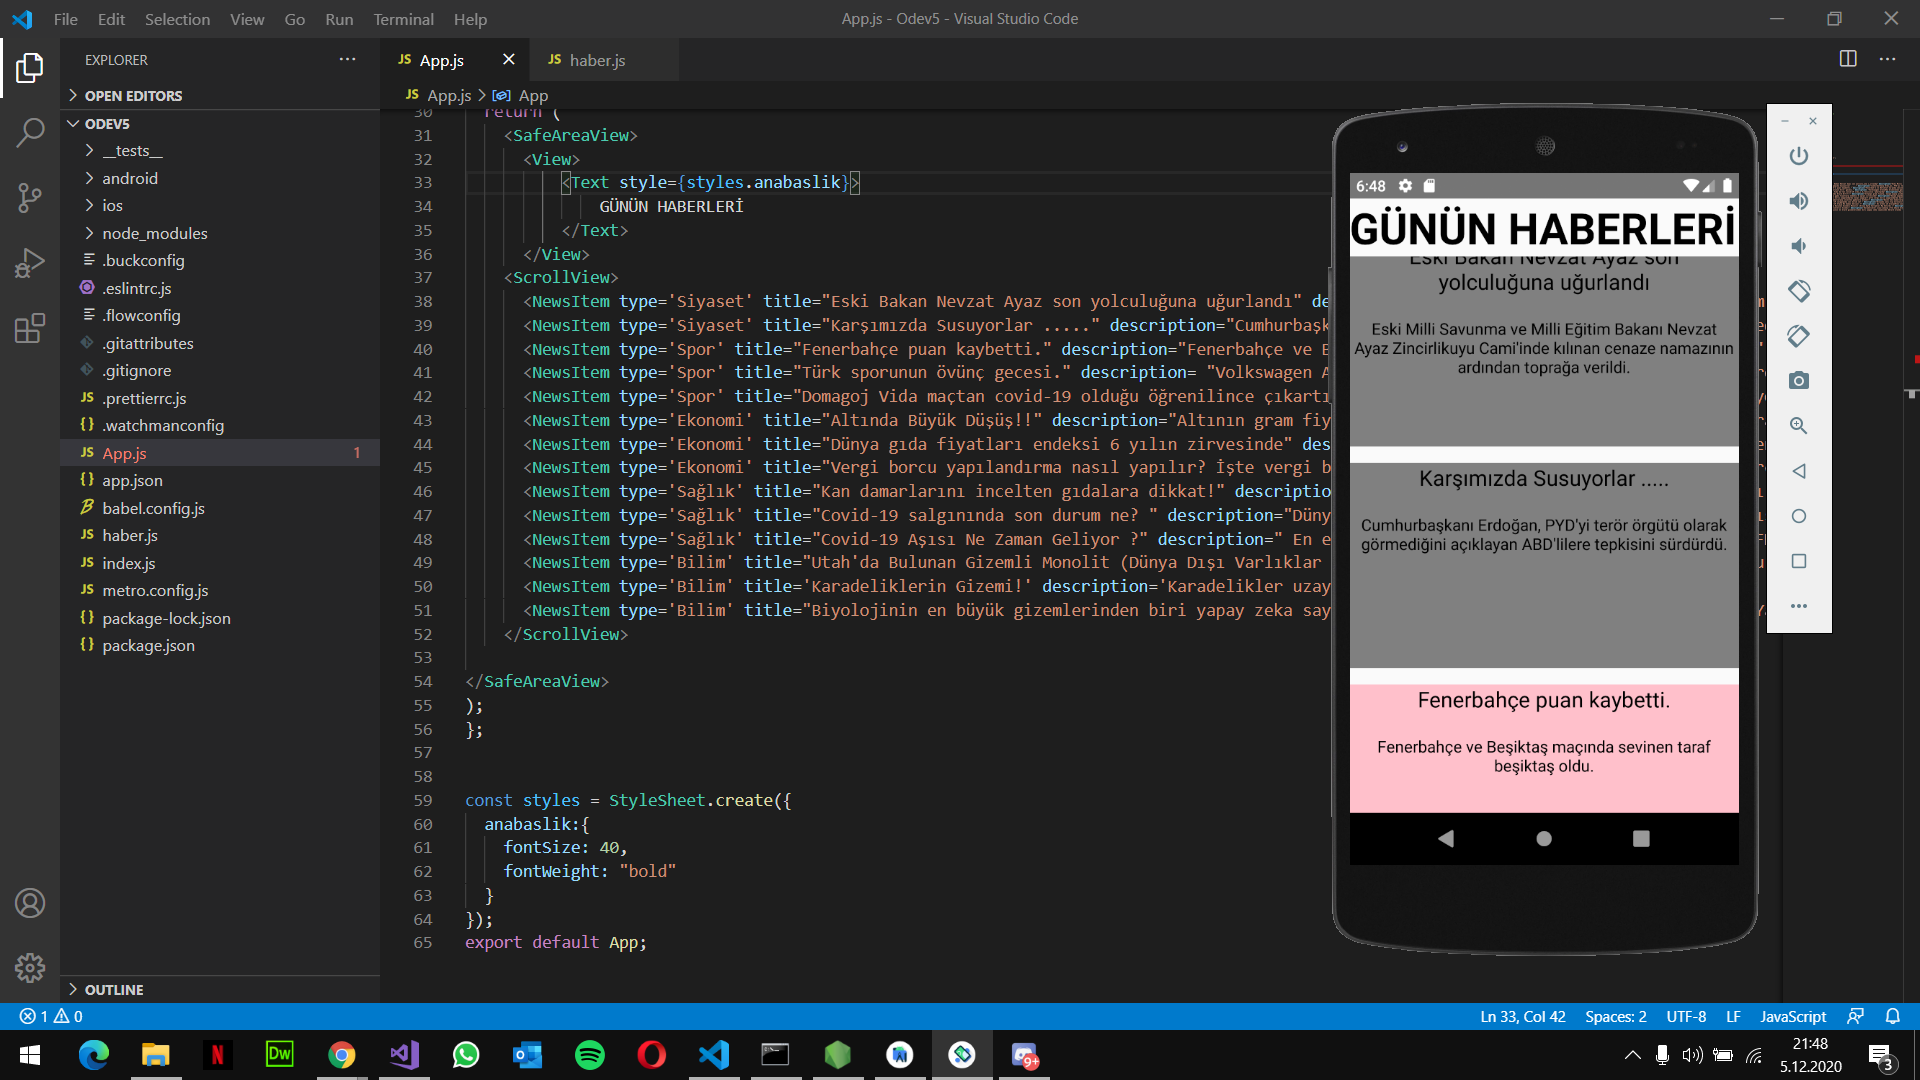 File Edit Selection View Go Run Terminal Help
App.js - Odev5 - Visual Studio Code
EXPLORER
OPEN EDITORS
ODEV5
__tests__
android
ios
node_modules
.buckconfig
.eslintrc.js
.flowconfig
.gitattributes
.gitignore
JS .prettierrc.js
{} .watchmanconfig
JS App.js 1
{} app.json
babel.config.js
JS haber.js
JS index.js
JS metro.config.js
{} package-lock.json
{} package.json
OUTLINE
JS App.js
JS haber.js
JS App.js > App
30 return (
31 <SafeAreaView>
32 <View>
33 <Text style={styles.anabaslik}>
34 GÜNÜN HABERLERİ
35 </Text>
36 </View>
37 <ScrollView>
38 <NewsItem type='Siyaset' title="Eski Bakan Nevzat Ayaz son yolculuğuna uğurlandı" de
39 <NewsItem type='Siyaset' title="Karşımızda Susuyorlar ....." description="Cumhurbaşk
40 <NewsItem type='Spor' title="Fenerbahçe puan kaybetti." description="Fenerbahçe ve B
41 <NewsItem type='Spor' title="Türk sporunun övünç gecesi." description= "Volkswagen A
42 <NewsItem type='Spor' title="Domagoj Vida maçtan covid-19 olduğu öğrenilince çıkartı
43 <NewsItem type='Ekonomi' title="Altında Büyük Düşüş!!" description="Altının gram fiy
44 <NewsItem type='Ekonomi' title="Dünya gıda fiyatları endeksi 6 yılın zirvesinde" des
45 <NewsItem type='Ekonomi' title="Vergi borcu yapılandırma nasıl yapılır? İşte vergi b
46 <NewsItem type='Sağlık' title="Kan damarlarını incelten gıdalara dikkat!" descriptio
47 <NewsItem type='Sağlık' title="Covid-19 salgınında son durum ne? " description="Düny
48 <NewsItem type='Sağlık' title="Covid-19 Aşısı Ne Zaman Geliyor ?" description=" En e
49 <NewsItem type='Bilim' title="Utah'da Bulunan Gizemli Monolit (Dünya Dışı Varlıklar
50 <NewsItem type='Bilim' title='Karadeliklerin Gizemi!' description='Karadelikler uzay
51 <NewsItem type='Bilim' title="Biyolojinin en büyük gizemlerinden biri yapay zeka say
52 </ScrollView>
53
54 </SafeAreaView>
55 );
56 };
57
58
59 const styles = StyleSheet.create({
60 anabaslik:{
61 fontSize: 40,
62 fontWeight: "bold"
63 }
64 });
65 export default App;
6:48
GÜNÜN HABERLERİ
Eski Bakan Nevzat Ayaz son
yolculuğuna uğurlandı
Eski Milli Savunma ve Milli Eğitim Bakanı Nevzat
Ayaz Zincirlikuyu Cami'inde kılınan cenaze namazının
ardından toprağa verildi.
Karşımızda Susuyorlar .....
Cumhurbaşkanı Erdoğan, PYD'yi terör örgütü olarak
görmediğini açıklayan ABD'lilere tepkisini sürdürdü.
Fenerbahçe puan kaybetti.
Fenerbahçe ve Beşiktaş maçında sevinen taraf
beşiktaş oldu.
1 0
Ln 33, Col 42 Spaces: 2 UTF-8 LF JavaScript
N Dw 9+
21:48
5.12.2020
3